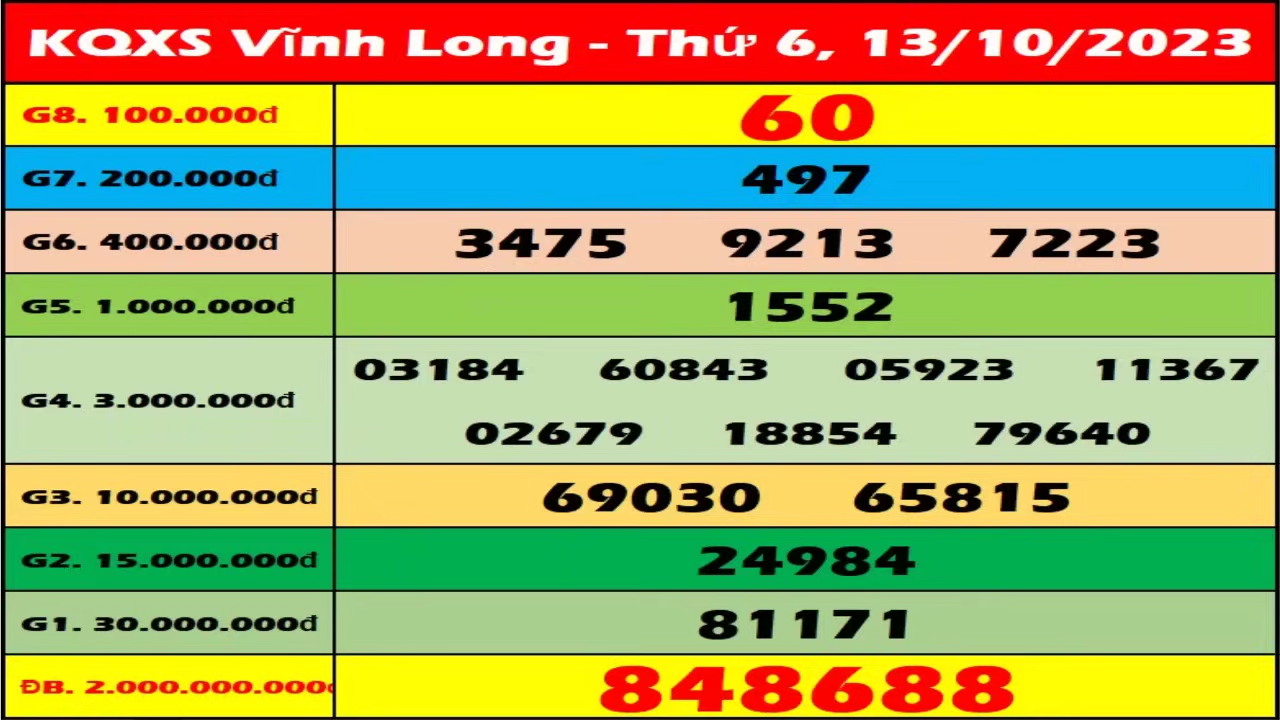 KQXS Vĩnh Long - Thứ 6, 13/10/2023
G8. 100.000đ 60
G7. 200.000đ 497
G6. 400.000đ 3475 9213 7223
G5. 1.000.000đ 1552
G4. 3.000.000đ 03184 60843 05923 11367
02679 18854 79640
G3. 10.000.000đ 69030 65815
G2. 15.000.000đ 24984
G1. 30.000.000đ 81171
ĐB. 2.000.000.000đ 848688